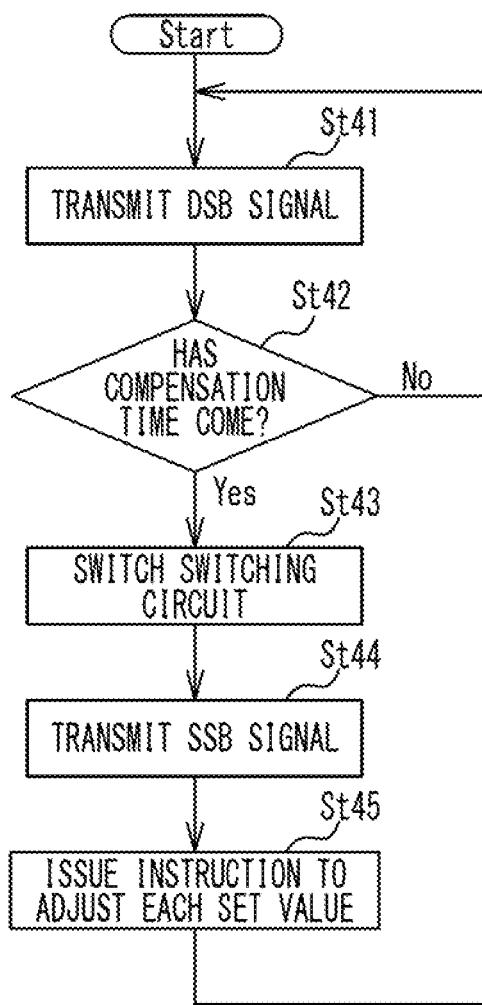 Start
St41
TRANSMIT DSB SIGNAL
St42
HAS
COMPENSATION
TIME COME?
No
Yes
St43
SWITCH SWITCHING
CIRCUIT
St44
TRANSMIT SSB SIGNAL
St45
ISSUE INSTRUCTION TO
ADJUST EACH SET VALUE